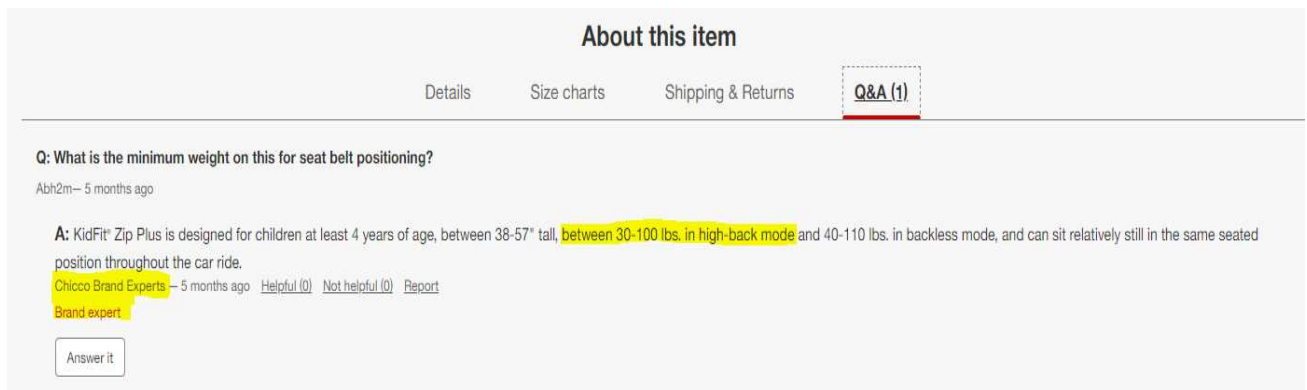 About this item
Details Size charts Shipping & Returns Q&A (1)
Q: What is the minimum weight on this for seat belt positioning?
Abh2m— 5 months ago
A: KidFit® Zip Plus is designed for children at least 4 years of age, between 38-57" tall, between 30-100 lbs. in high-back mode and 40-110 lbs. in backless mode, and can sit relatively still in the same seated
position throughout the car ride.
Chicco Brand Experts – 5 months ago Helpful (0) Not helpful (0) Report
Brand expert
Answer it